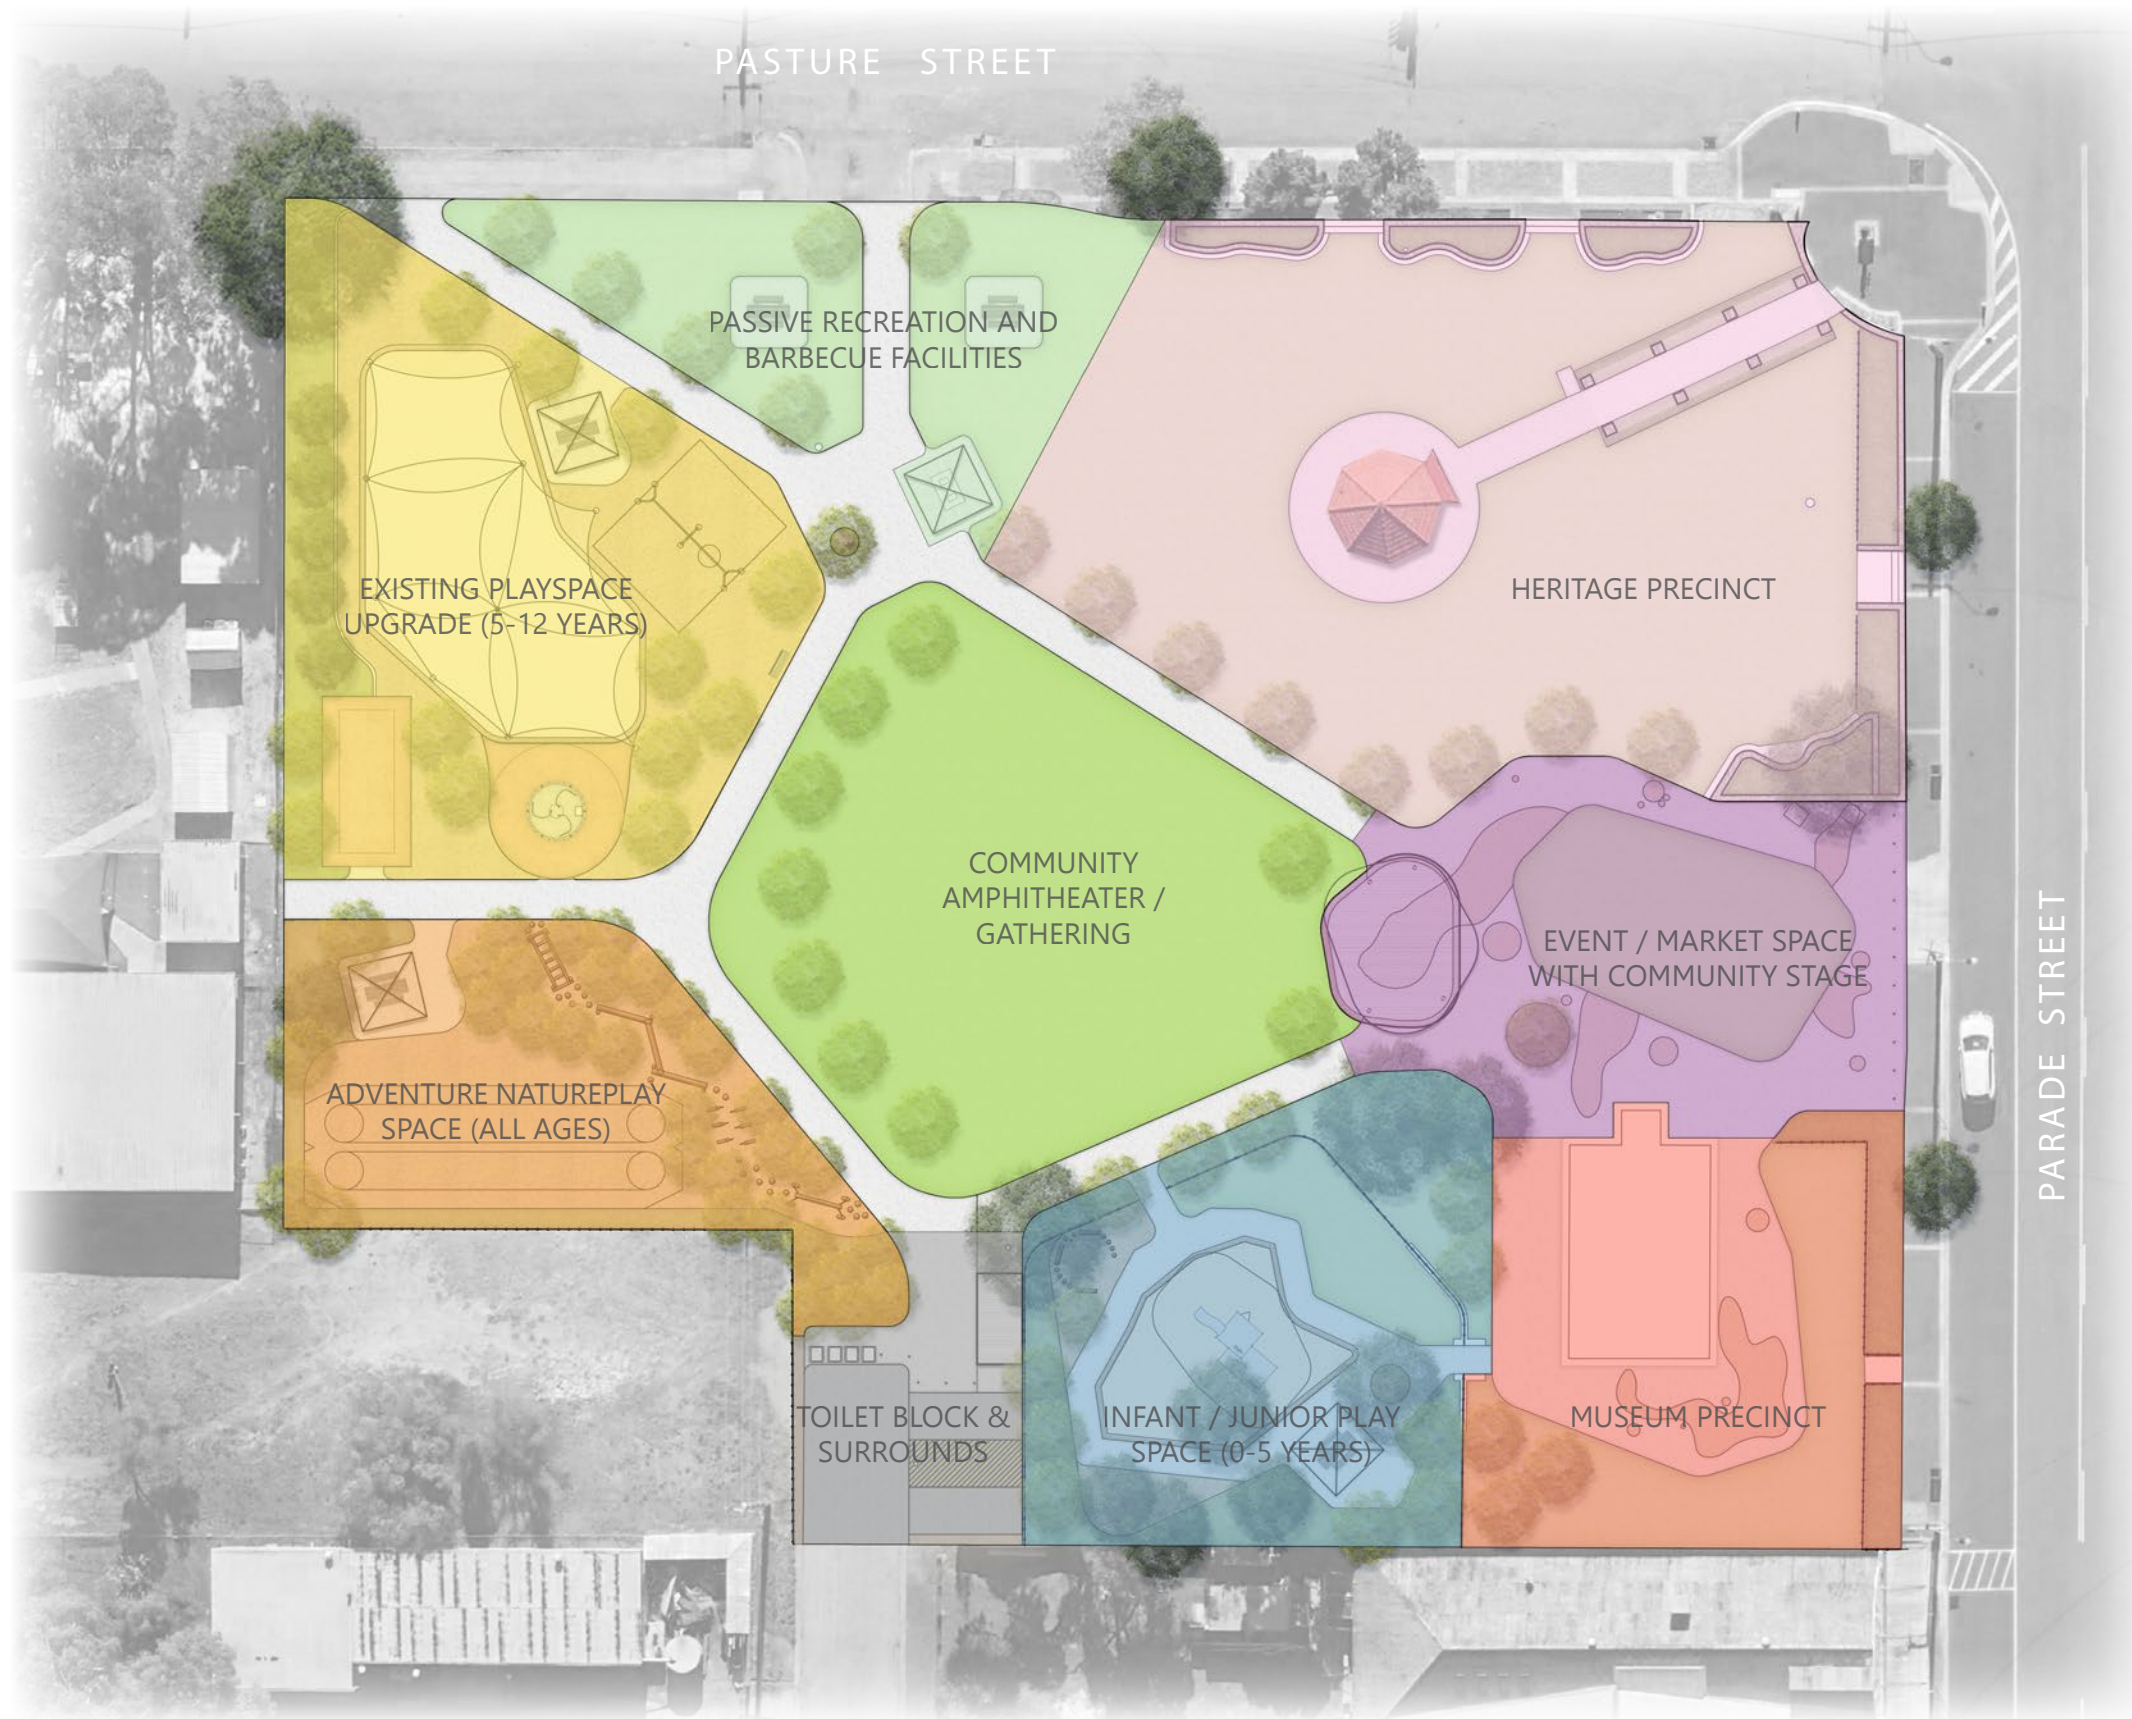 PASTURE STREET
PASSIVE RECREATION AND
BARBECUE FACILITIES
EXISTING PLAYSPACE
UPGRADE (5-12 YEARS)
HERITAGE PRECINCT
COMMUNITY
AMPHITHEATER /
GATHERING
EVENT / MARKET SPACE
WITH COMMUNITY STAGE
PARADE STREET
ADVENTURE NATUREPLAY
SPACE (ALL AGES)
TOILET BLOCK &
SURROUNDS
INFANT / JUNIOR PLAY
SPACE (0-5 YEARS)
MUSEUM PRECINCT